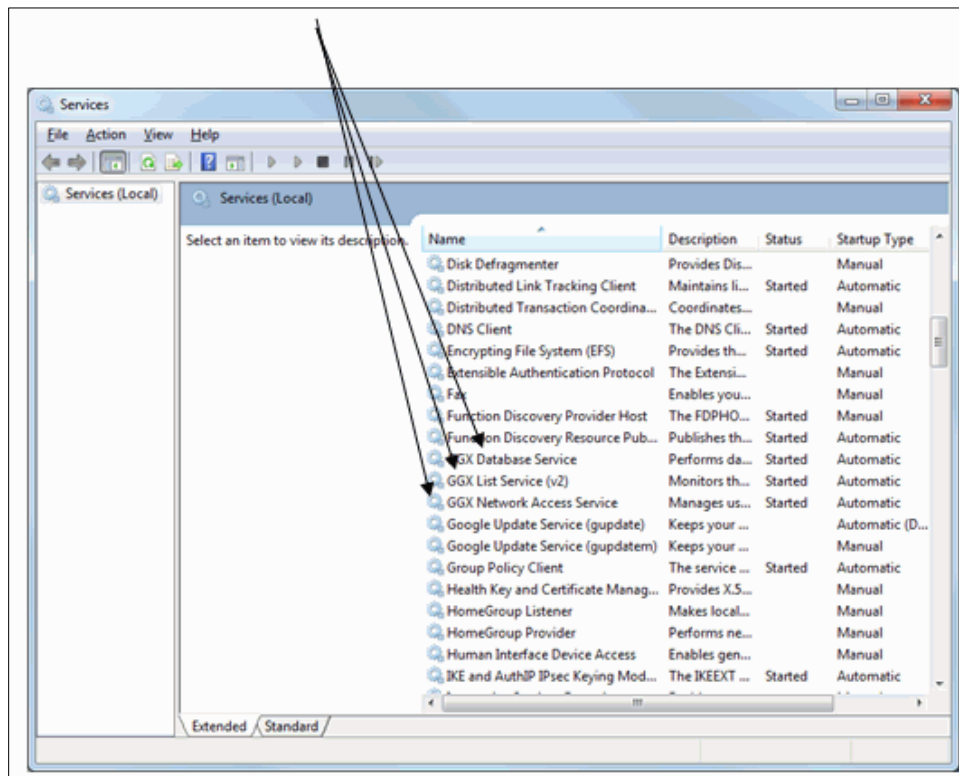 Services
File Action View Help
Services (Local)
Services (Local)
Select an item to view its description.
Name Description Status Startup Type
Disk Defragmenter Provides Dis... Manual
Distributed Link Tracking Client Maintains li... Started Automatic
Distributed Transaction Coordina... Coordinates... Manual
DNS Client The DNS Cli... Started Automatic
Encrypting File System (EFS) Provides th... Started Automatic
Extensible Authentication Protocol The Extensi... Manual
Fax Enables you... Manual
Function Discovery Provider Host The FDPHO... Started Manual
Function Discovery Resource Pub... Publishes th... Started Automatic
GGX Database Service Performs da... Started Automatic
GGX List Service (v2) Monitors th... Started Automatic
GGX Network Access Service Manages us... Started Automatic
Google Update Service (gupdate) Keeps your ... Automatic (D...
Google Update Service (gupdatem) Keeps your ... Manual
Group Policy Client The service ... Started Automatic
Health Key and Certificate Manag... Provides X.5... Manual
HomeGroup Listener Makes local... Manual
HomeGroup Provider Performs ne... Manual
Human Interface Device Access Enables gen... Manual
IKE and AuthIP IPsec Keying Mod... The IKEEXT ... Started Automatic
Extended Standard